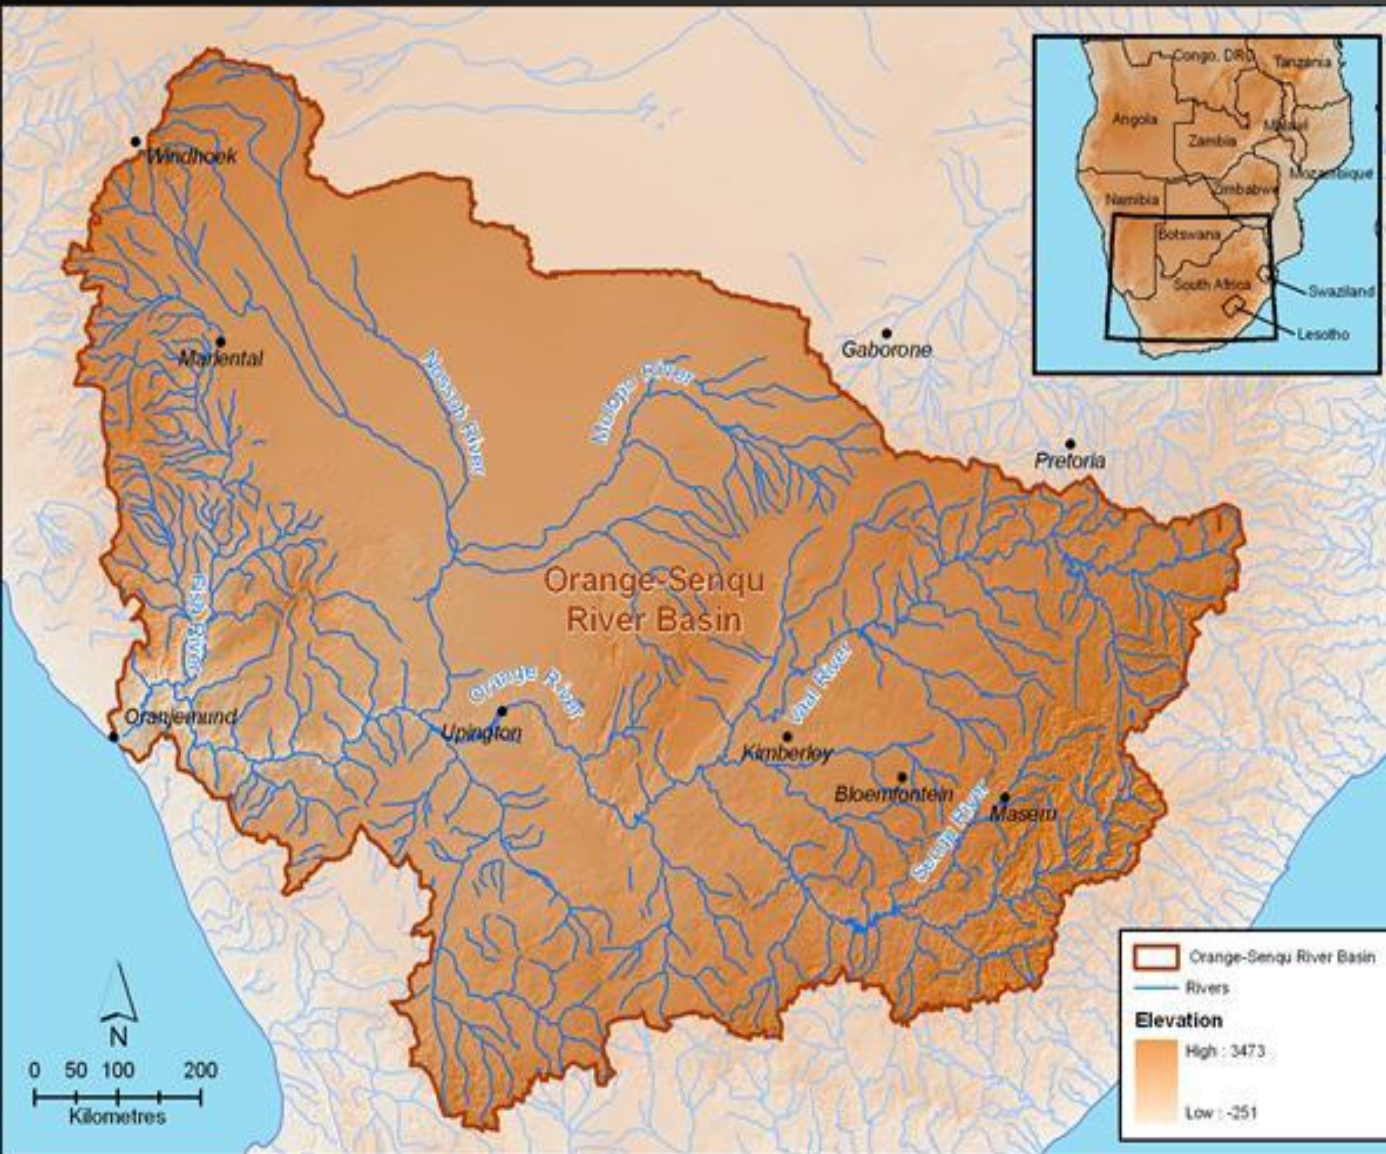 Windhoek
Mariental
Nossob River
Molopo River
Gaborone
Pretoria
Orange-Senqu
River Basin
Fish River
Oranjemund
Orange River
Upington
Vaal River
Kimberley
Bloemfontein
Senqu River
Maseru
Congo, DRC
Tanzania
Angola
Zambia
Malawi
Mozambique
Zimbabwe
Namibia
Botswana
South Africa
Swaziland
Lesotho
N
0 50 100 200
Kilometres
Orange-Senqu River Basin
Rivers
Elevation
High : 3473
Low : -251